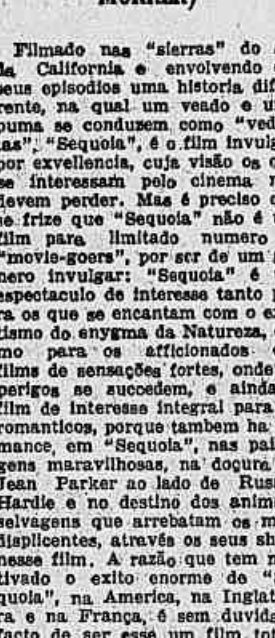 Filmado nas "sierras" do
da California e envolvendo
seus episodios uma historia dif
rente, na qual um veado e u
puma se conduzem como "ved
tas", "Sequoia", é o film invulg
por exvellencia, cuja visão os q
se interessam pelo cinema n
devem perder. Mas é preciso
se frize que "Sequoia" não é
film para limitado numero
"movie-goers", por ser de um
nero invulgar: "Sequoia" é
espectaculo de interesse tanto
ra os que se encantam com o e
tismo do enygma da Natureza,
mo para os afficionados
films de sensações fortes, onde
perigos se succedem, e ainda
film de interesse integral para
romanticos, porque tambem ha
mance, em "Sequoia", nas pai
gens maravilhosas, na doçura
Jean Parker ao lado de Rus
Hardie e no destino dos anim
selvagens que arrebatam os m
displicentes, através os seus sh
nesse film. A razão que tem m
tivado o exito enorme de "
quoia", na America, na Inglat
ra e na França, é sem duvida
facto de ser esse um film